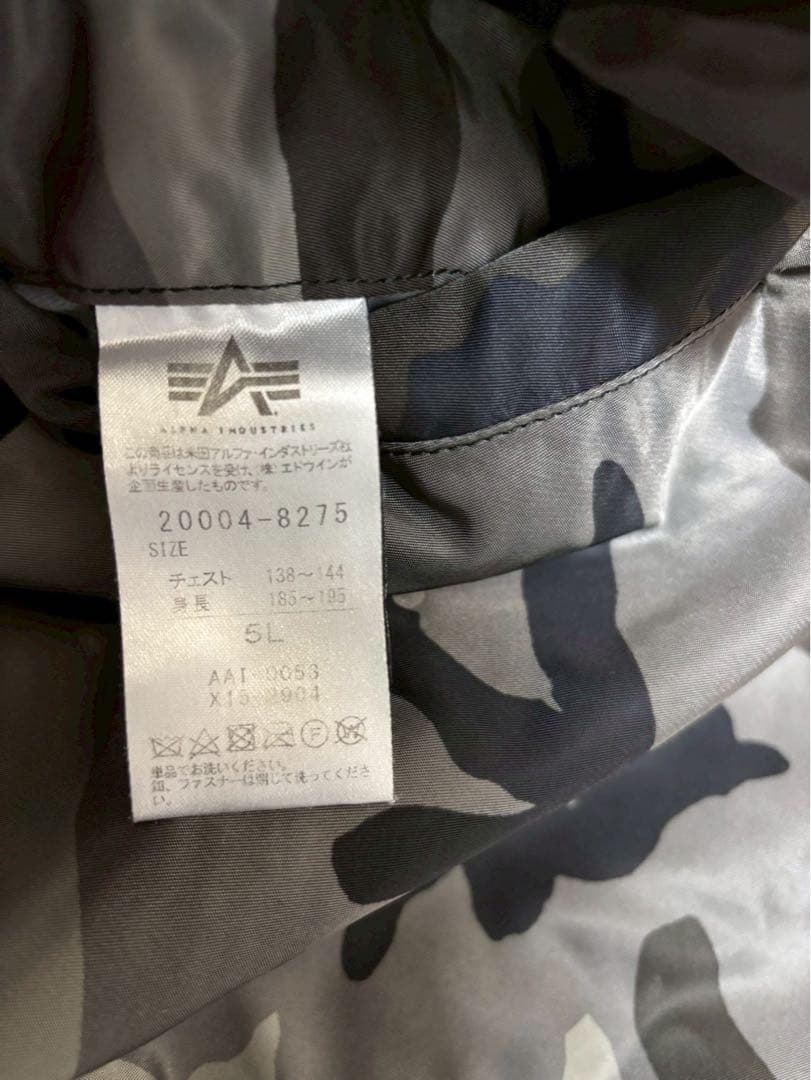 ALPHA INDUSTRIES
この商品は米国アルファ・インダストリーズ社
よりライセンスを受け、(株)エドウインが
企画生産したものです。
20004-8275
SIZE
チェスト 138〜144
身長 185〜195
5L
AAI-0053
X15-2904
F W
単品でお洗いください。
釦、ファスナーは閉じて洗ってくださ
い。